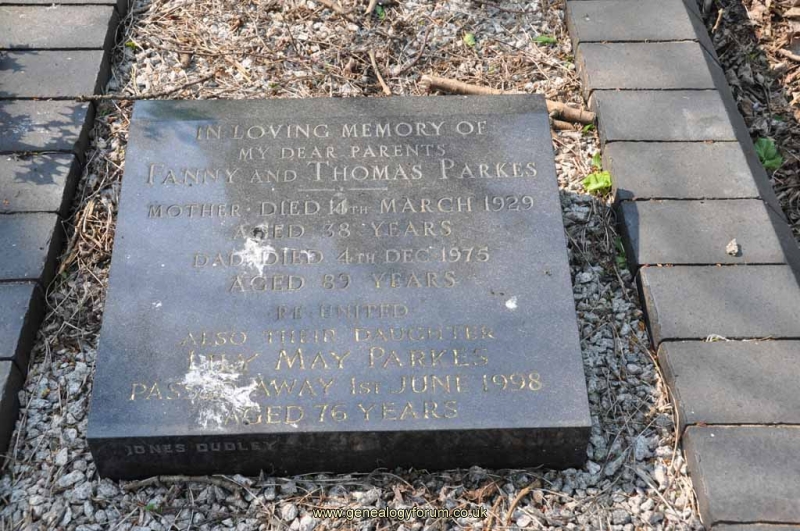 IN LOVING MEMORY OF
MY DEAR PARENTS
FANNY AND THOMAS PARKES
MOTHER · DIED 14TH MARCH 1929
AGED 38 YEARS
DAD, DIED 4TH DEC 1975
AGED 89 YEARS
RE-UNITED
ALSO THEIR DAUGHTER
LILY MAY PARKES
PASSED AWAY 1ST JUNE 1998
AGED 76 YEARS
JONES DUDLEY
www.genealogyforum.co.uk